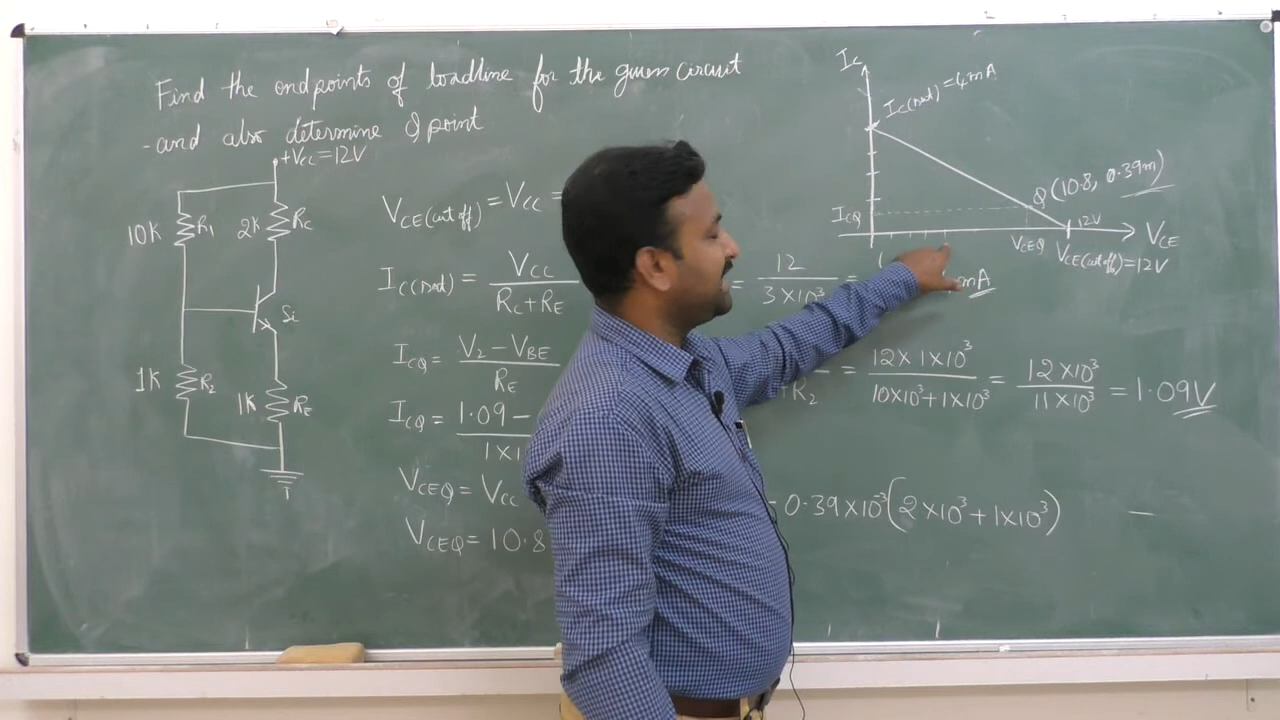 Find the endpoints of loadline for the given circuit
-and also determine Q point
+VCC=12V
10K R1
2K RC
Si
1K R2
1K RE
VCE(cut off) = VCC =
IC(sat) = VCC / RC+RE
= 12 / 3×10³ =
mA
ICQ = V2-VBE / RE
+R2 = 12×1×10³ / 10×10³+1×10³ = 12×10³ / 11×10³ = 1.09V
ICQ = 1.09- / 1×1
VCEQ = VCC
-0.39×10⁻³(2×10³+1×10³)
VCEQ = 10.8
IC
IC(sat)=4mA
Q(10.8, 0.39m)
ICQ
12V
VCEQ
VCE(cut off)=12V
VCE